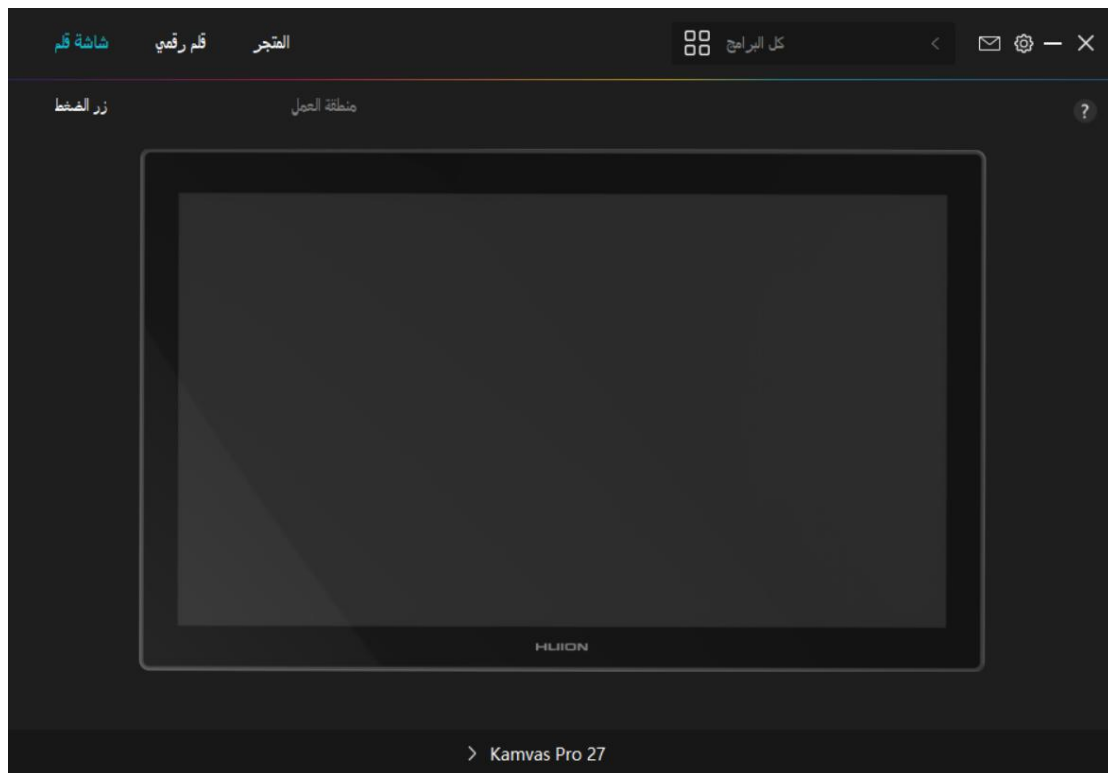 شاشة قلم
قلم رقمي
المتجر
كل البرامج
زر الضغط
منطقة العمل
?
HUION
Kamvas Pro 27